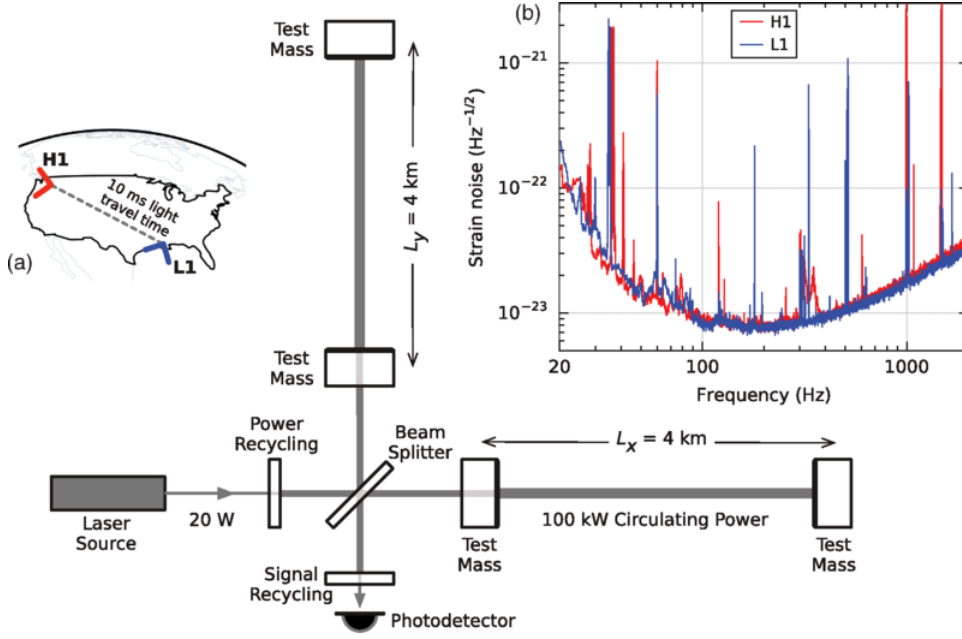 Test
Mass
L_y = 4 km
(a)
H1
10 ms light
travel time
L1
Test
Mass
Power
Recycling
Beam
Splitter
L_x = 4 km
Laser
Source
20 W
100 kW Circulating Power
Test
Mass
Test
Mass
Signal
Recycling
Photodetector
(b)
H1
L1
Strain noise (Hz^{-1/2})
10^{-21}
10^{-22}
10^{-23}
20
100
1000
Frequency (Hz)